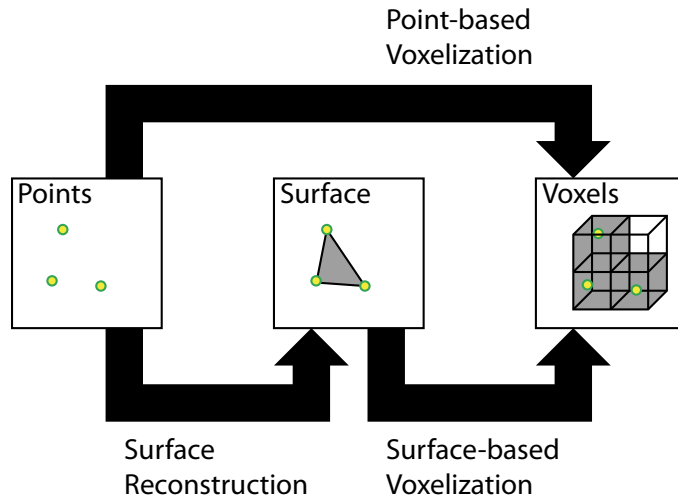 Point-based
Voxelization
Points
Surface
Voxels
Surface
Reconstruction
Surface-based
Voxelization